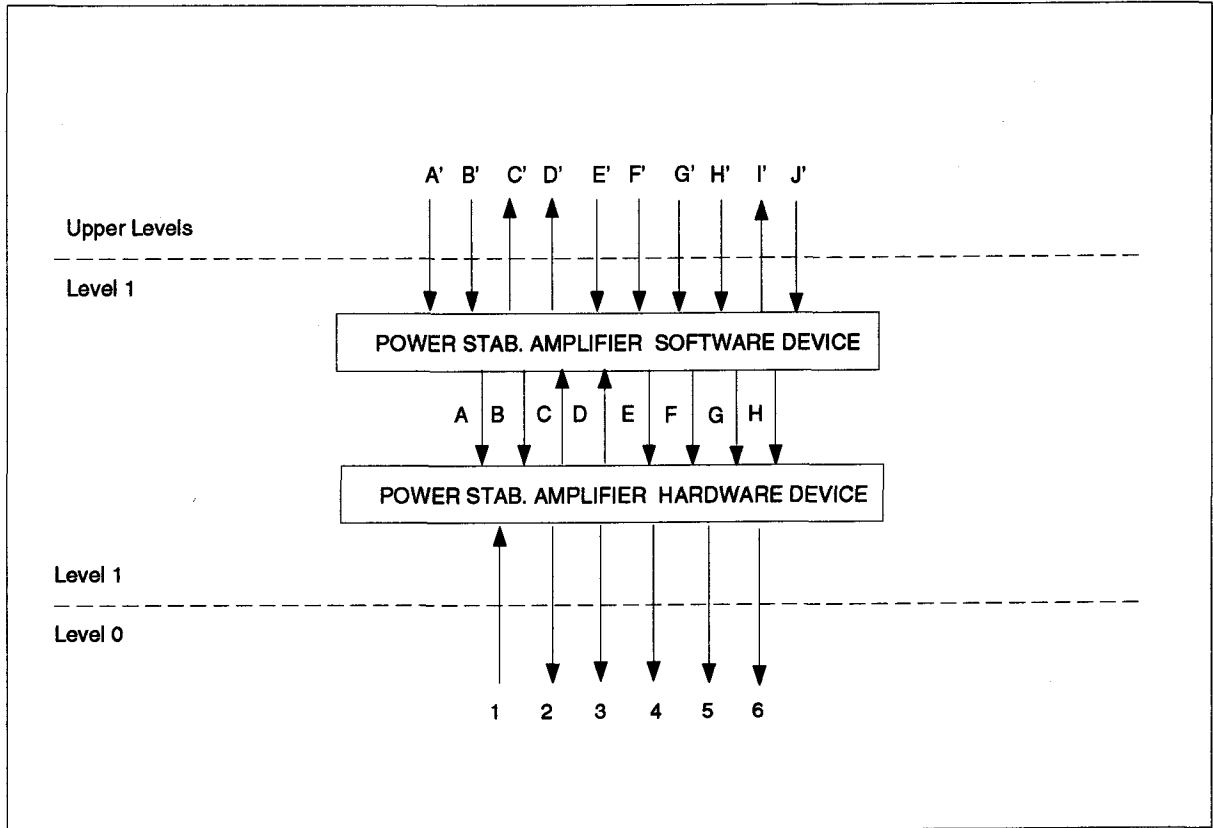 A' B' C' D' E' F' G' H' I' J'
Upper Levels
Level 1
POWER STAB. AMPLIFIER SOFTWARE DEVICE
A B C D E F G H
POWER STAB. AMPLIFIER HARDWARE DEVICE
Level 1
Level 0
1 2 3 4 5 6